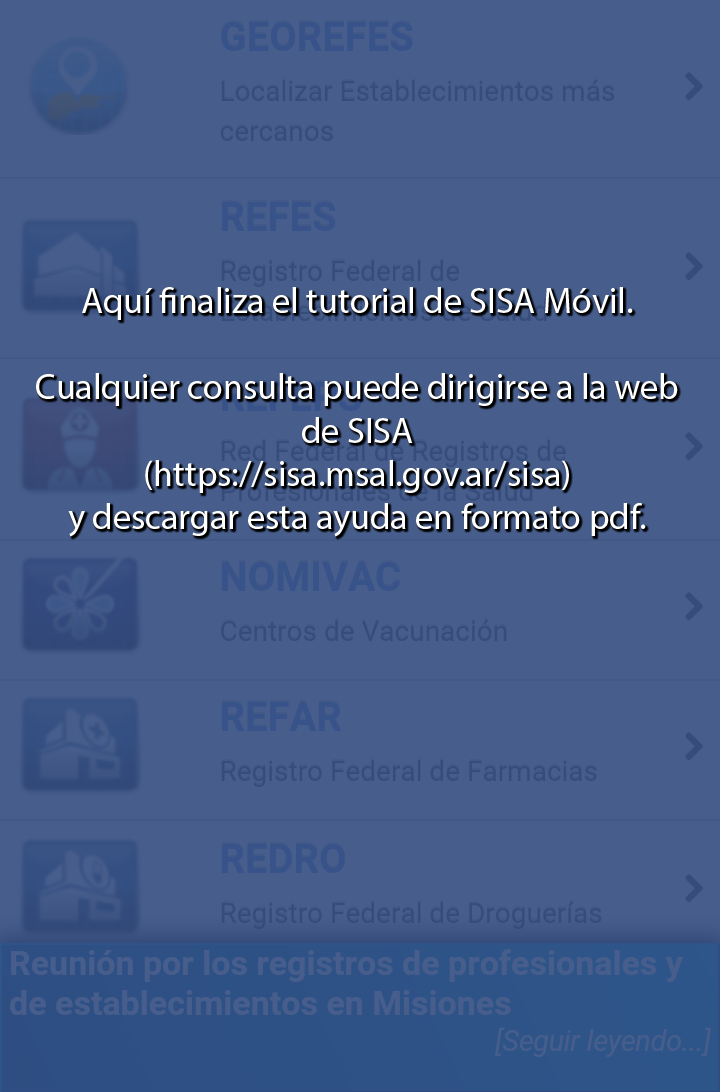 GEOREFES
Localizar Establecimientos más
cercanos
REFES
Registro Federal de
Establecimientos de Salud
Aquí finaliza el tutorial de SISA Móvil.
Cualquier consulta puede dirigirse a la web
de SISA
(https://sisa.msal.gov.ar/sisa)
y descargar esta ayuda en formato pdf.
REFEPS
Red Federal de Registros de
Profesionales de la Salud
NOMIVAC
Centros de Vacunación
REFAR
Registro Federal de Farmacias
REDRO
Registro Federal de Droguerías
Reunión por los registros de profesionales y
de establecimientos en Misiones
[Seguir leyendo...]